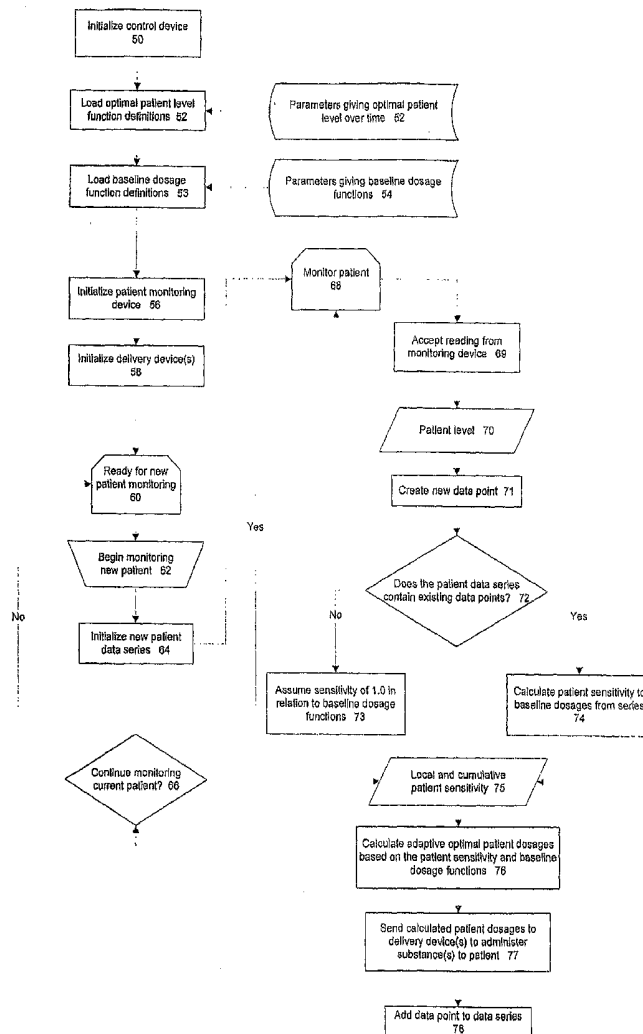 Initialize control device
50
Load optimal patient level
function definitions 52
Parameters giving optimal patient
level over time 52
Load baseline dosage
function definitions 53
Parameters giving baseline dosage
functions 54
Monitor patient
68
Initialize patient monitoring
device 56
Accept reading from
monitoring device 69
Initialize delivery device(s)
58
Patient level 70
Ready for new
patient monitoring
60
Create new data point 71
Yes
Begin monitoring
new patient 62
Does the patient data series
contain existing data points? 72
No
No
Yes
Initialize new patient
data series 64
Assume sensitivity of 1.0 in
relation to baseline dosage
functions 73
Calculate patient sensitivity to
baseline dosages from series
74
Continue monitoring
current patient? 66
Local and cumulative
patient sensitivity 75
Calculate adaptive optimal patient dosages
based on the patient sensitivity and baseline
dosage functions 76
Send calculated patient dosages to
delivery device(s) to administer
substance(s) to patient 77
Add data point to data series
78